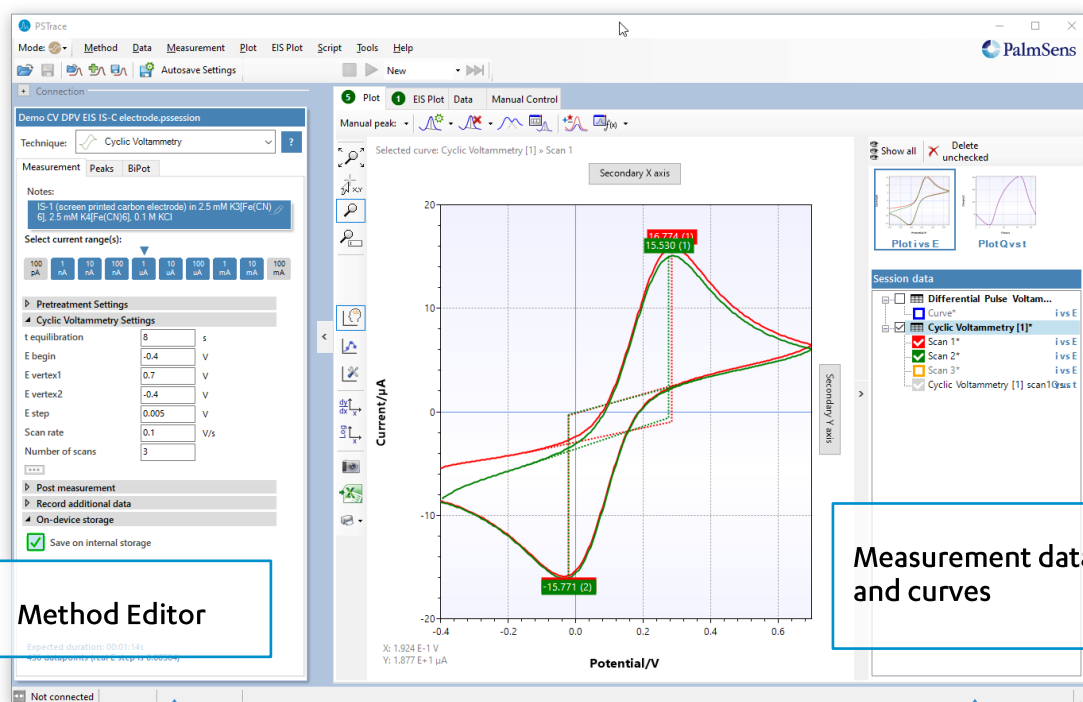 PSTrace
Mode: Method Data Measurement Plot EIS Plot Script Tools Help
PalmSens
Autosave Settings New
Connection
Demo CV DPV EIS IS-C electrode.pssession
Technique: Cyclic Voltammetry ?
Measurement Peaks BiPot
Notes:
IS-1 (screen printed carbon electrode) in 2.5 mM K3[Fe(CN)
6], 2.5 mM K4[Fe(CN)6], 0.1 M KCl
Select current range(s):
100 pA 1 nA 10 nA 100 nA 1 uA 10 uA 100 uA 1 mA 10 mA 100 mA
Pretreatment Settings
Cyclic Voltammetry Settings
t equilibration 8 s
E begin -0.4 V
E vertex1 0.7 V
E vertex2 -0.4 V
E step 0.005 V
Scan rate 0.1 V/s
Number of scans 3
Post measurement
Record additional data
On-device storage
Save on internal storage
Method Editor
Expected duration: 00:01:14s
Not connected
5 Plot 1 EIS Plot Data Manual Control
Manual peak:
Selected curve: Cyclic Voltammetry [1] » Scan 1
Secondary X axis
16.774 (1)
15.530 (1)
20
10
0
-10
-20
-15.771 (2)
Current/µA
Secondary Y axis
-0.4 -0.2 0.0 0.2 0.4 0.6
X: 1.924 E-1 V
Y: 1.877 E+1 µA
Potential/V
Show all Delete
unchecked
Plot i vs E Plot Q vs t
Session data
Differential Pulse Voltam...
Curve* i vs E
Cyclic Voltammetry [1]*
Scan 1* i vs E
Scan 2* i vs E
Scan 3* i vs E
Cyclic Voltammetry [1] scan1
Measurement data
and curves